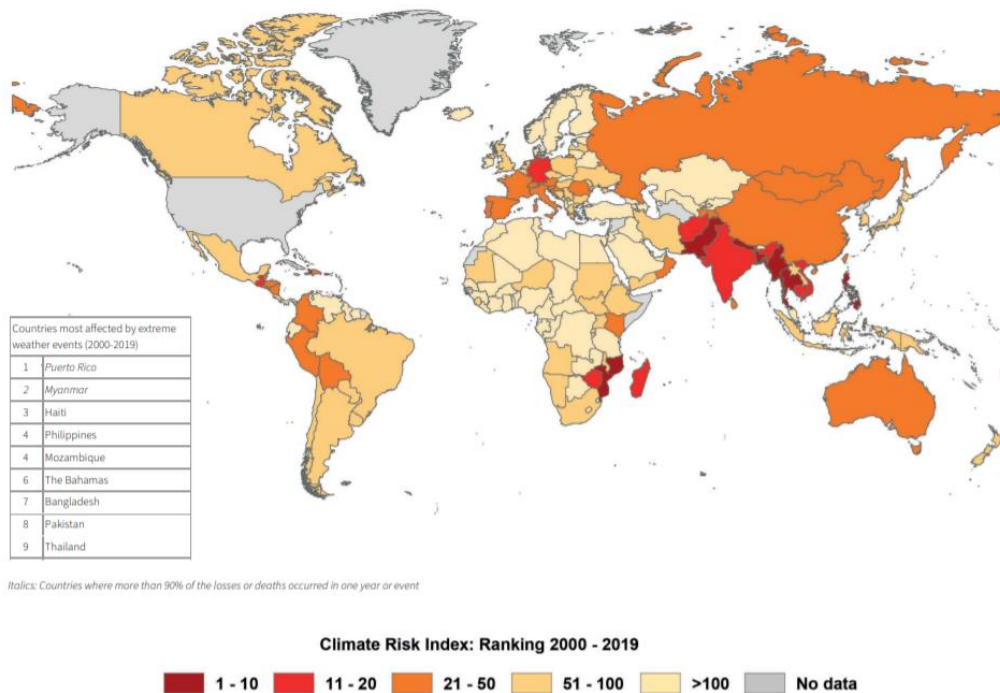 Countries most affected by extreme
weather events (2000-2019)
1 Puerto Rico
2 Myanmar
3 Haiti
4 Philippines
4 Mozambique
6 The Bahamas
7 Bangladesh
8 Pakistan
9 Thailand
Italics: Countries where more than 90% of the losses or deaths occurred in one year or event
Climate Risk Index: Ranking 2000 - 2019
1 - 10 11 - 20 21 - 50 51 - 100 >100 No data